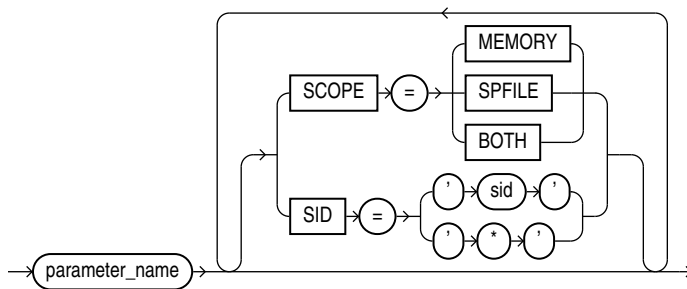 MEMORY
SCOPE = SPFILE
BOTH
SID = ' sid '
' * '
parameter_name